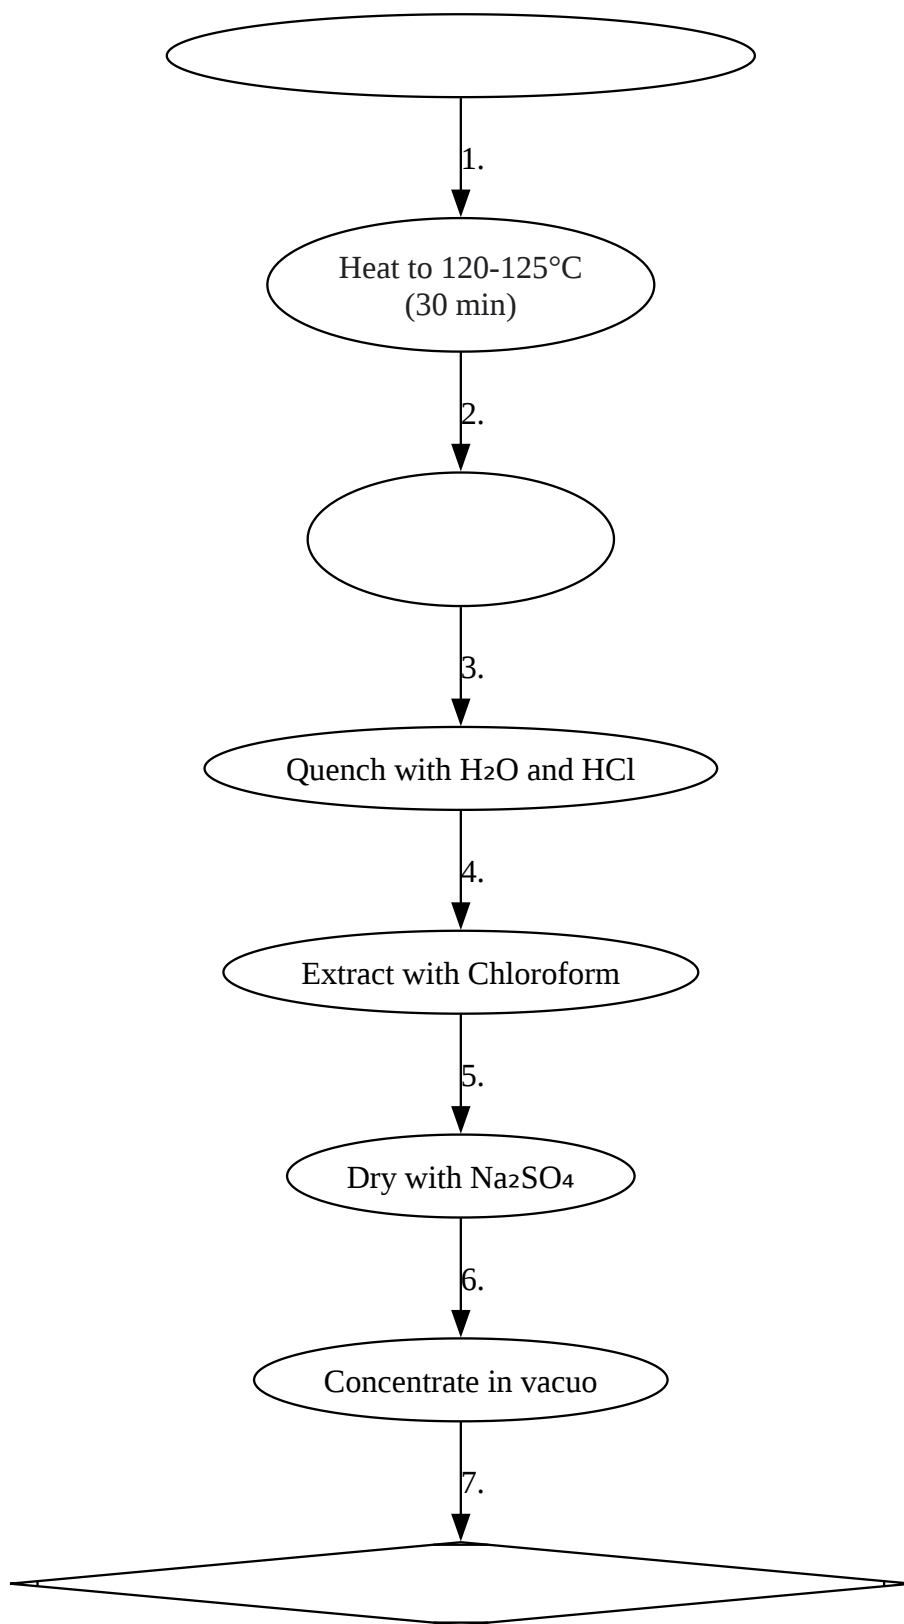 1.
Heat to 120-125°C
(30 min)
2.
3.
Quench with H₂O and HCl
4.
Extract with Chloroform
5.
Dry with Na₂SO₄
6.
Concentrate in vacuo
7.